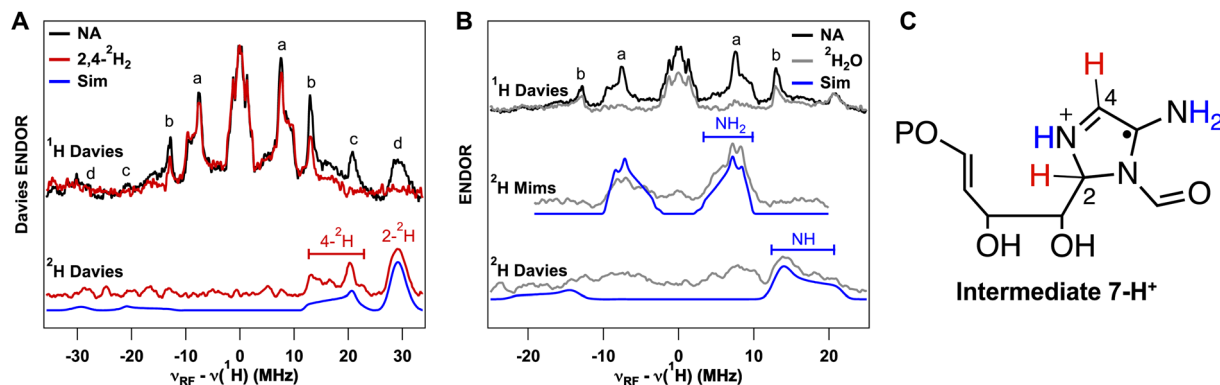 A
NA
2,4-²H₂
Sim
a
a
b
b
c
c
d
d
¹H Davies
4-²H
2-²H
²H Davies
Davies ENDOR
-30
-20
-10
0
10
20
30
νRF - ν(¹H) (MHz)
B
NA
²H₂O
Sim
a
a
b
b
¹H Davies
NH₂
²H Mims
NH
²H Davies
ENDOR
-20
-10
0
10
20
νRF - ν(¹H) (MHz)
C
H
4
+
HN
NH₂
PO
H
N
2
O
OH
OH
Intermediate 7-H⁺